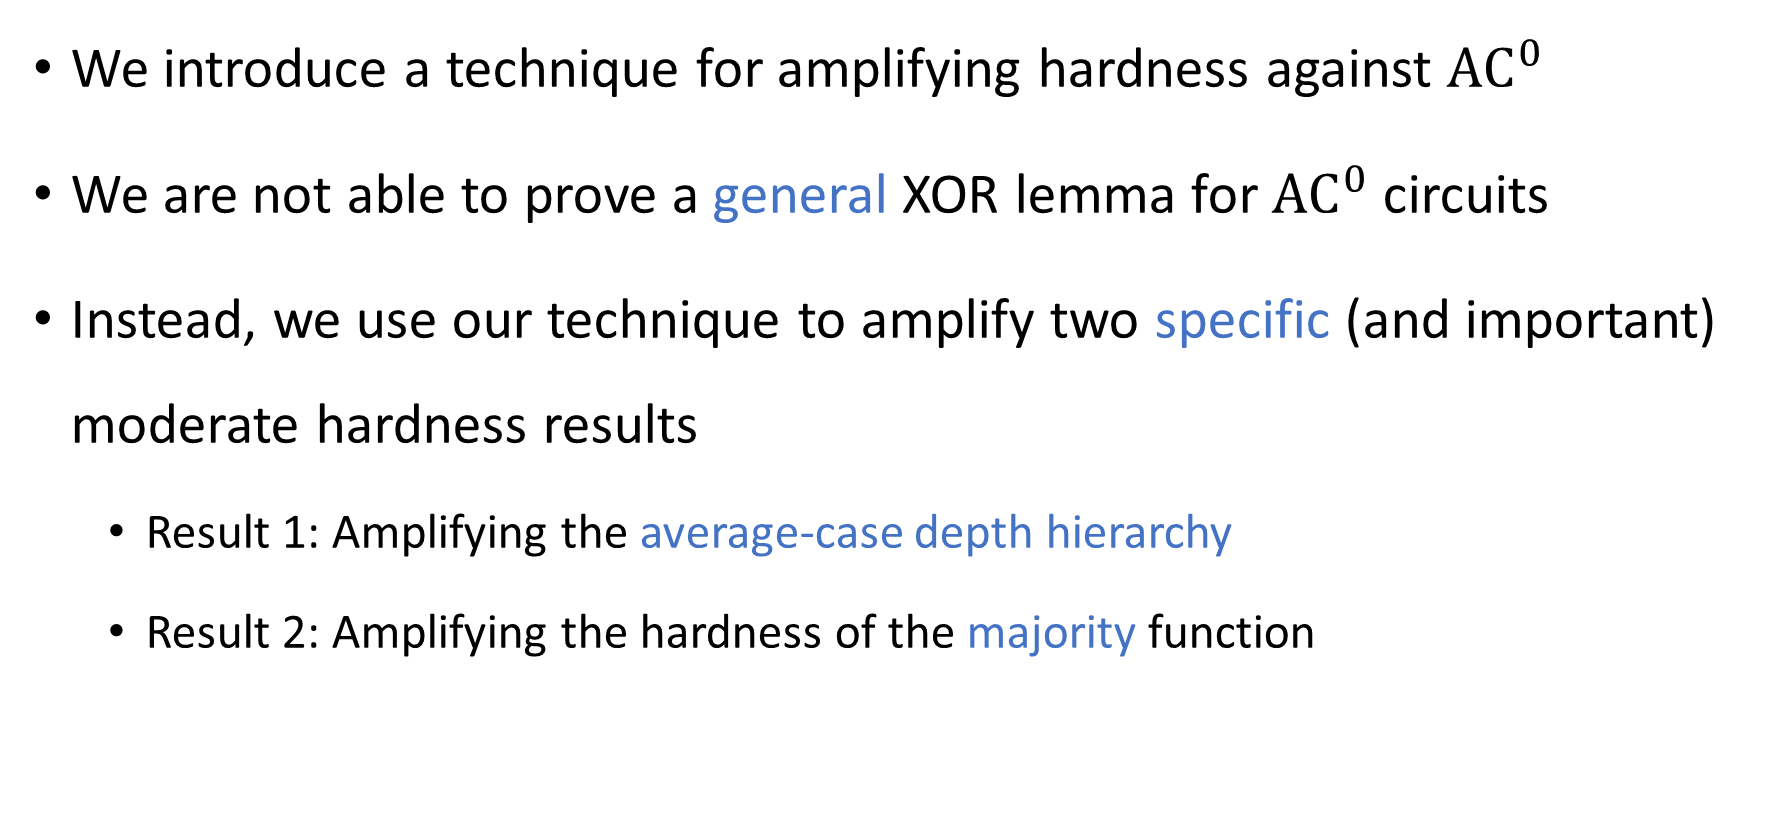 • We introduce a technique for amplifying hardness against AC⁰
• We are not able to prove a general XOR lemma for AC⁰ circuits
• Instead, we use our technique to amplify two specific (and important)
moderate hardness results
• Result 1: Amplifying the average-case depth hierarchy
• Result 2: Amplifying the hardness of the majority function